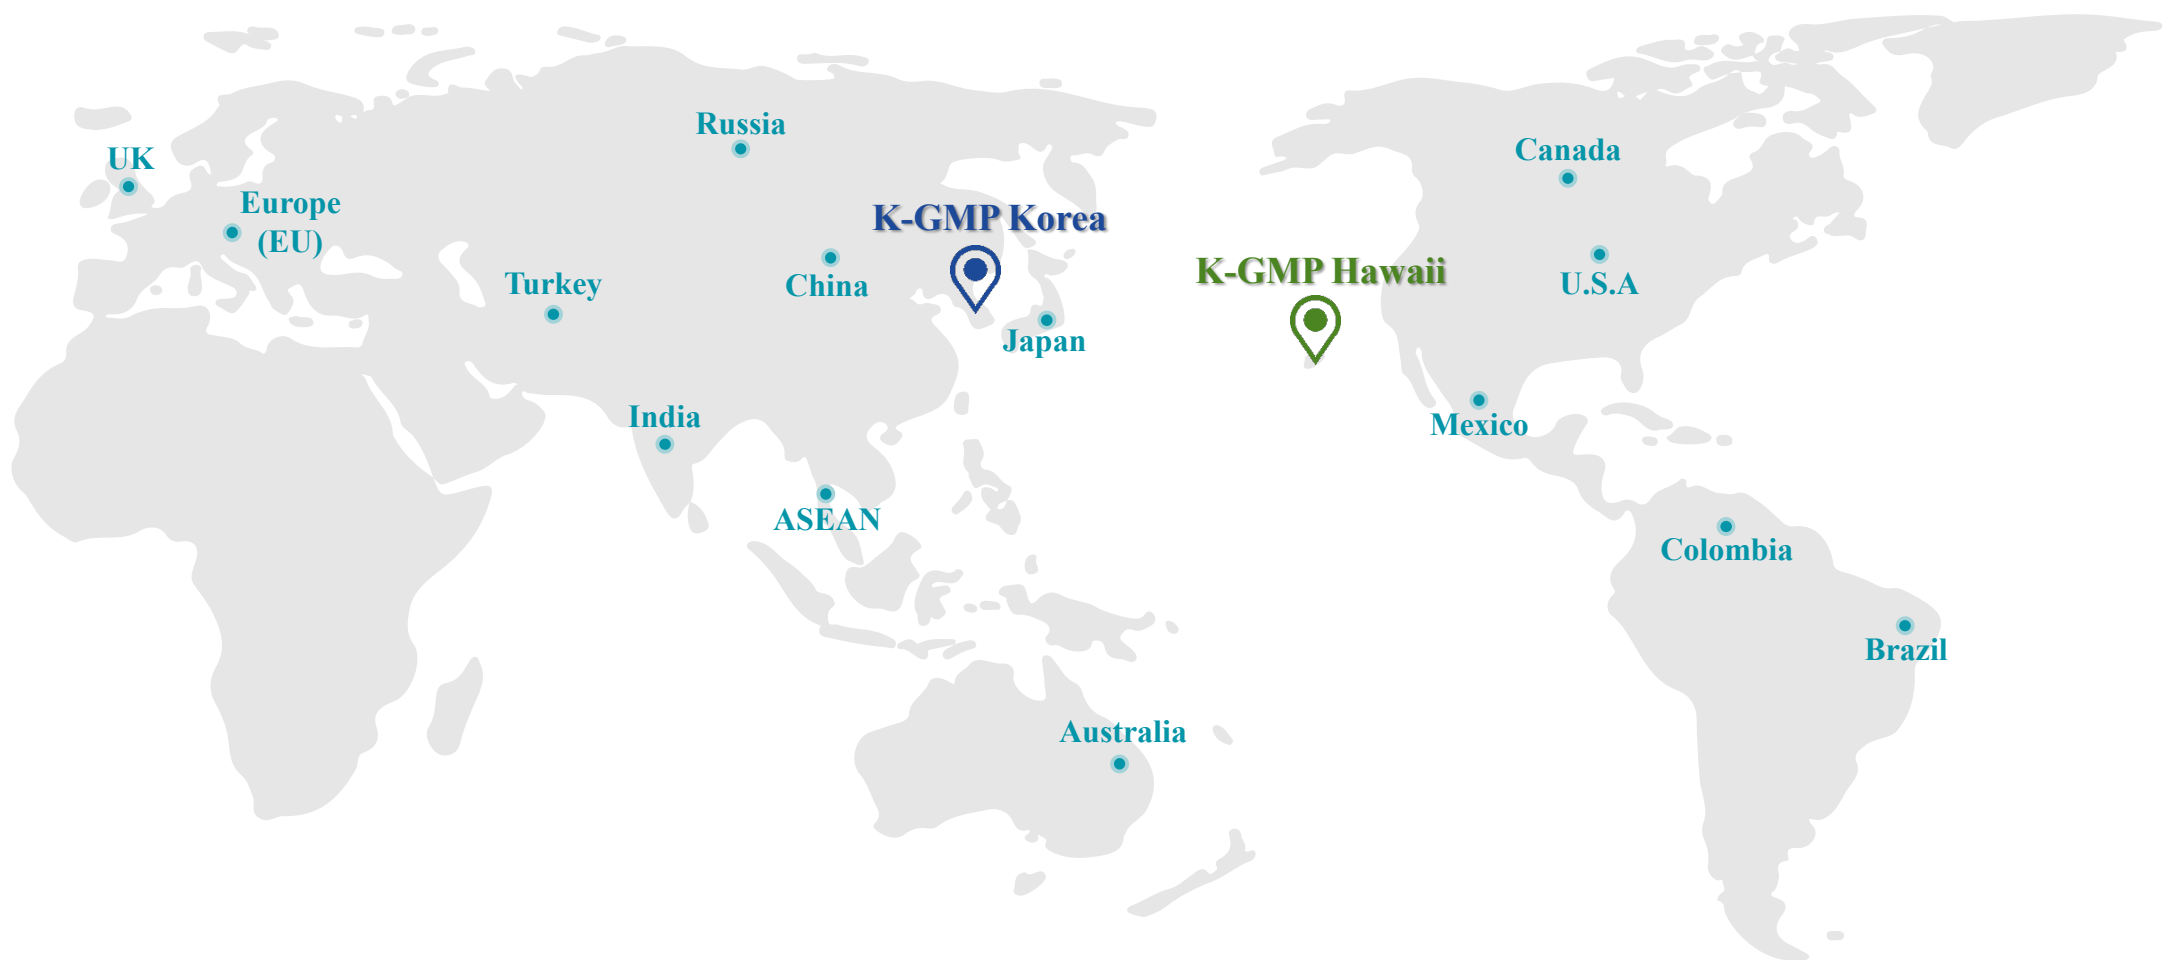 Russia
Canada
UK
Europe
(EU)
K-GMP Korea
K-GMP Hawaii
Turkey
China
U.S.A
Japan
India
Mexico
ASEAN
Colombia
Brazil
Australia